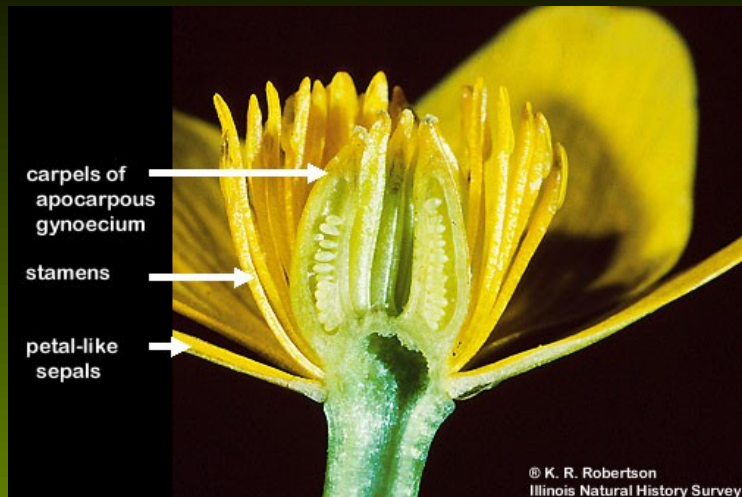 carpels of
apocarpous
gynoecium
stamens
petal-like
sepals
® K. R. Robertson
Illinois Natural History Survey